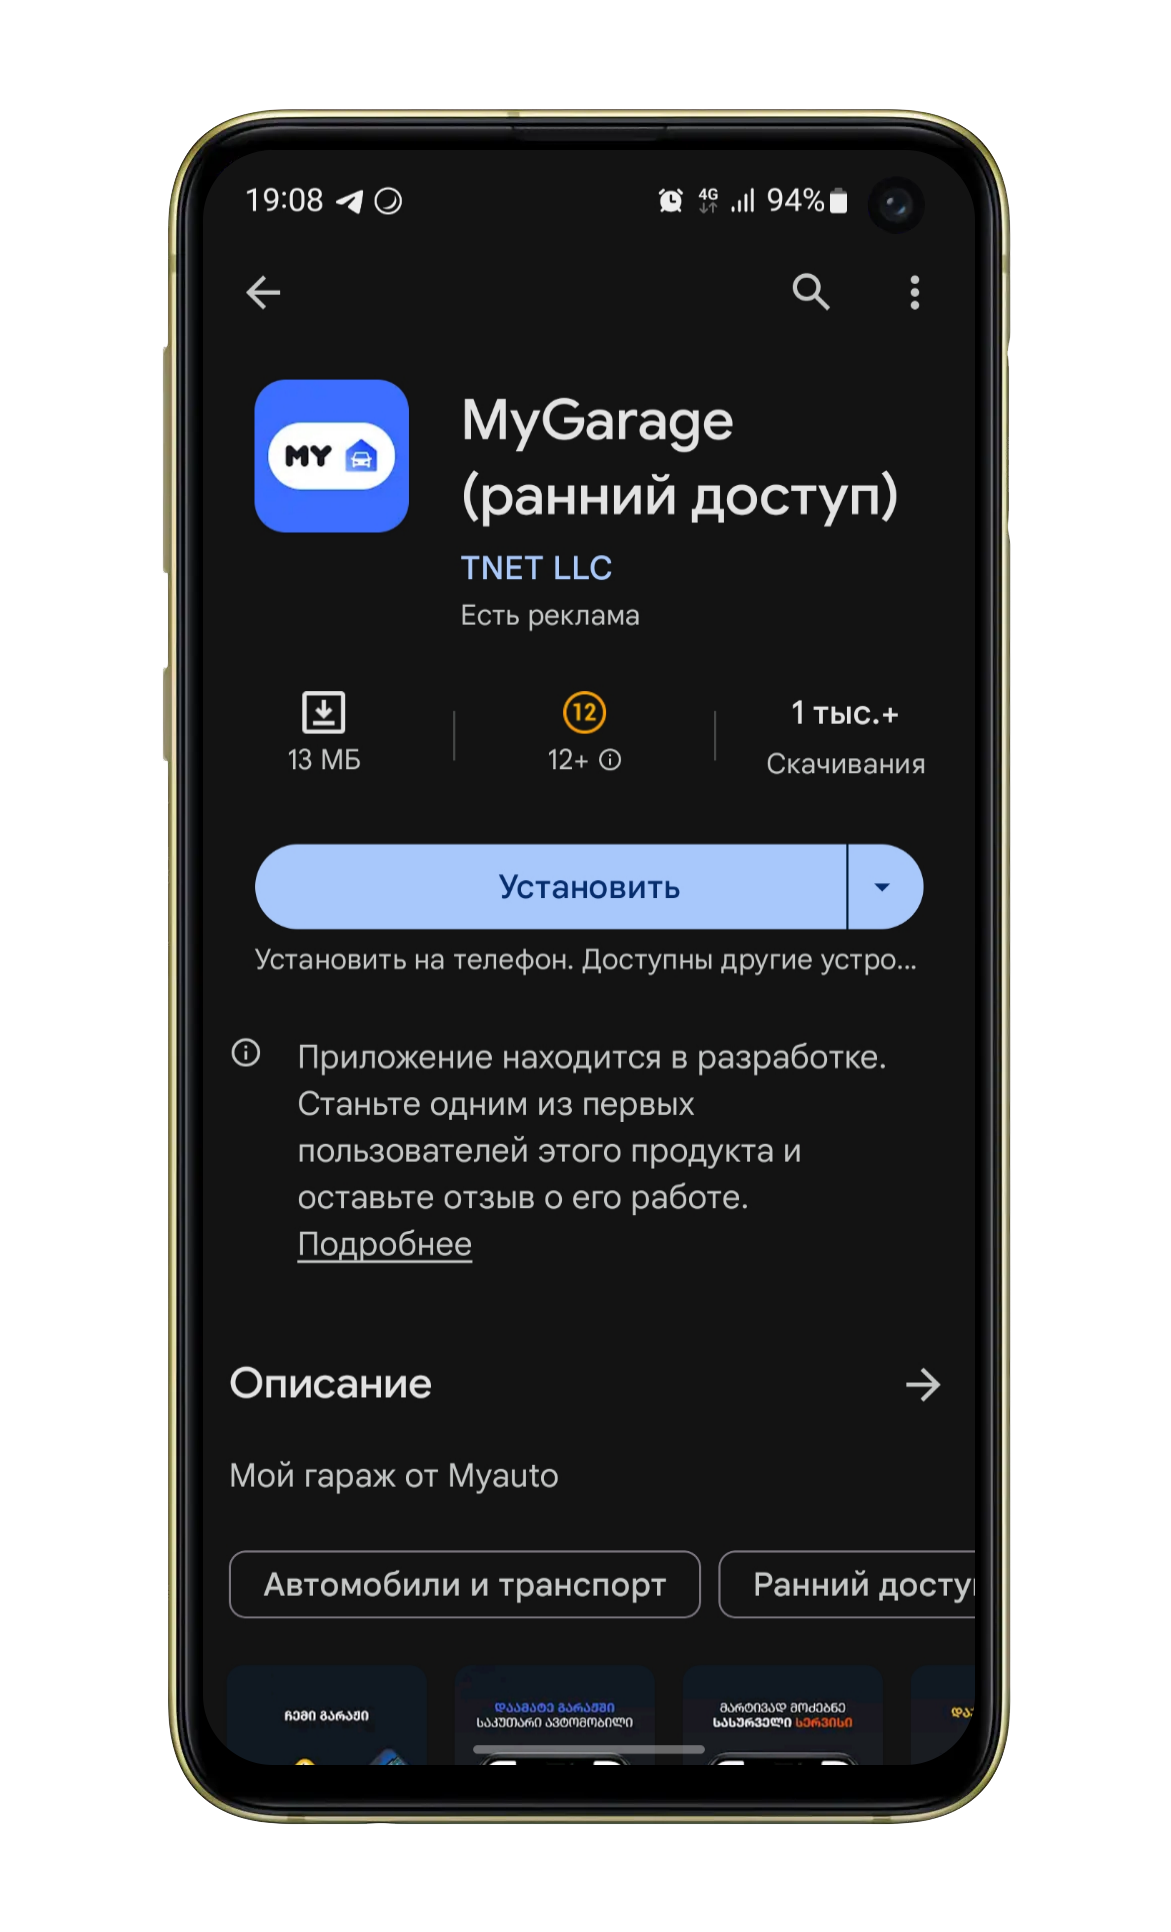 19:08 4G 94%
MY
MyGarage
(ранний доступ)
TNET LLC
Есть реклама
12 1 тыс.+
13 МБ 12+ Скачивания
Установить
Установить на телефон. Доступны другие устро...
Приложение находится в разработке.
Станьте одним из первых
пользователей этого продукта и
оставьте отзыв о его работе.
Подробнее
Описание
Мой гараж от Myauto
Автомобили и транспорт Ранний досту
ჩემი გარაჟი
დაამატე გარაჟში
საკუთარი ავტომობილი
მარტივად მოძებნე
სასურველი სერვისი